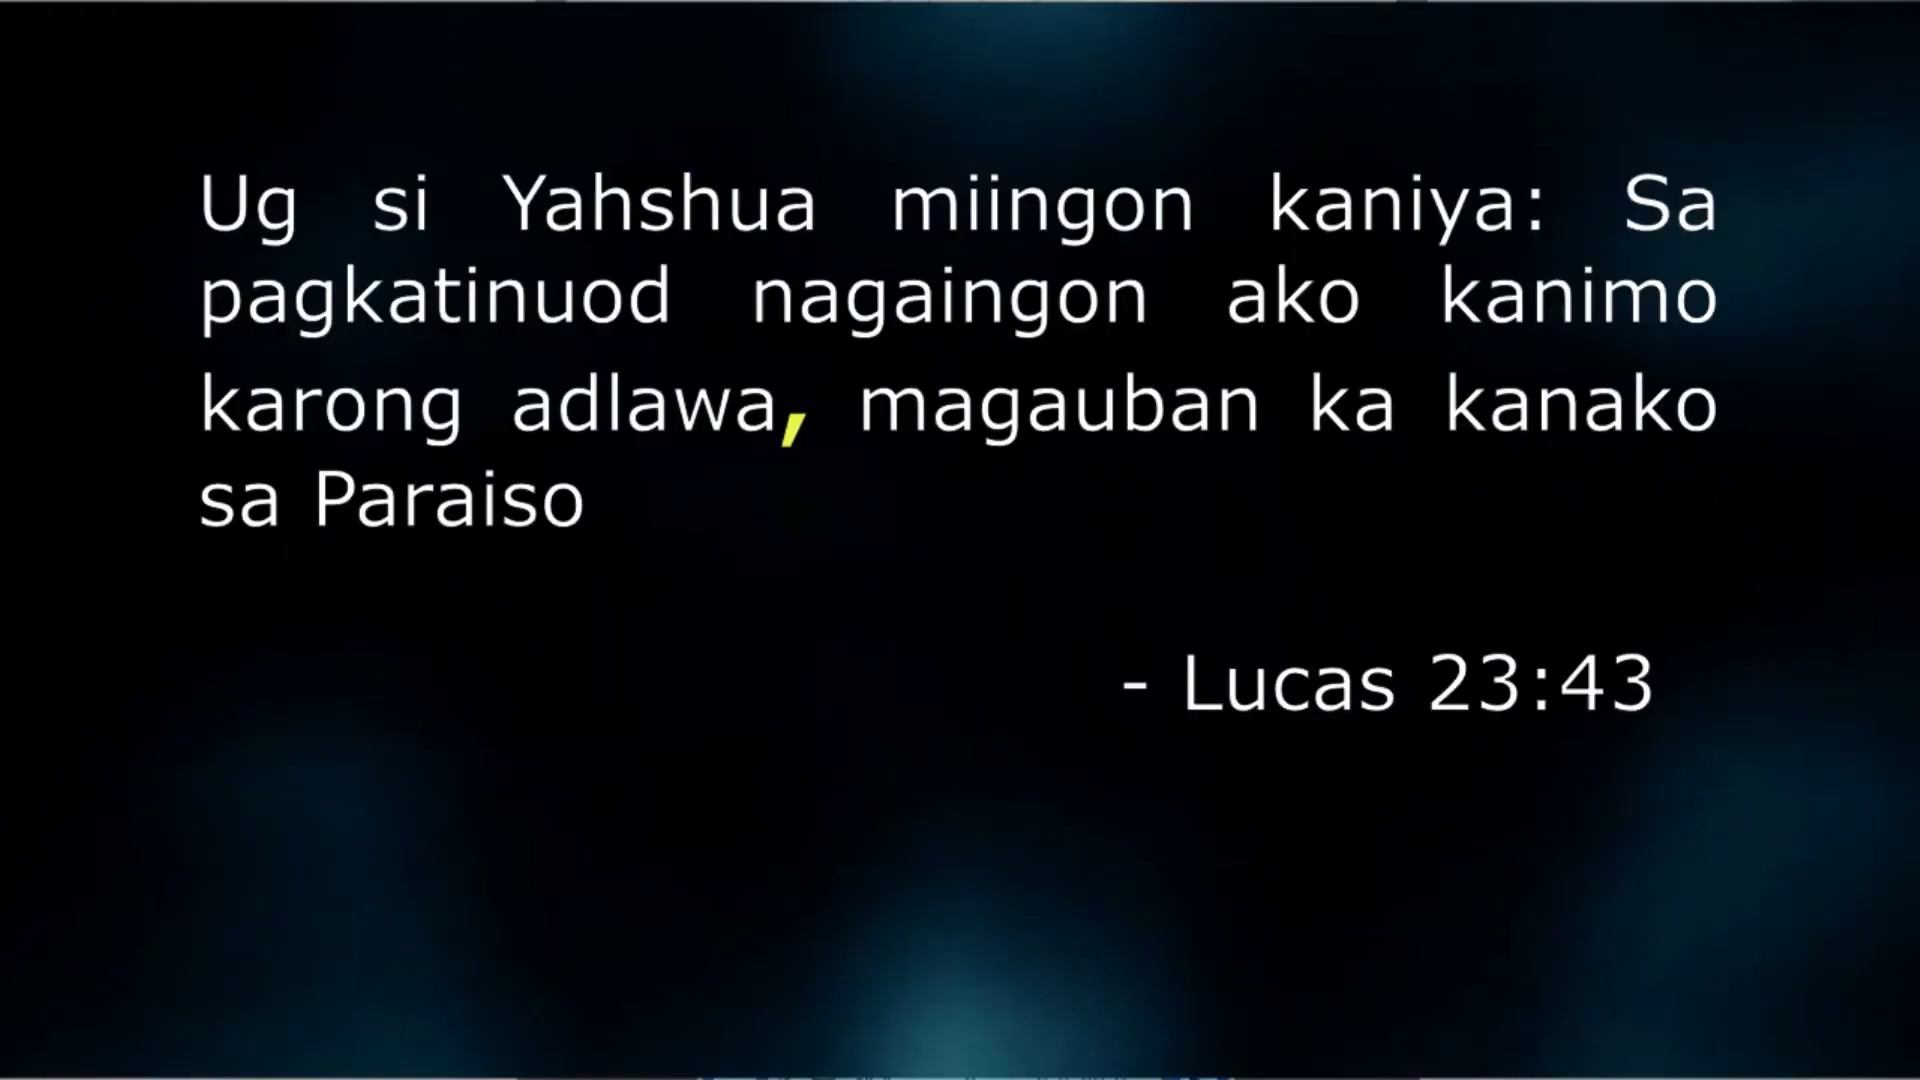 Ug si Yahshua miingon kaniya: Sa
pagkatinuod nagaingon ako kanimo
karong adlawa, magauban ka kanako
sa Paraiso
- Lucas 23:43